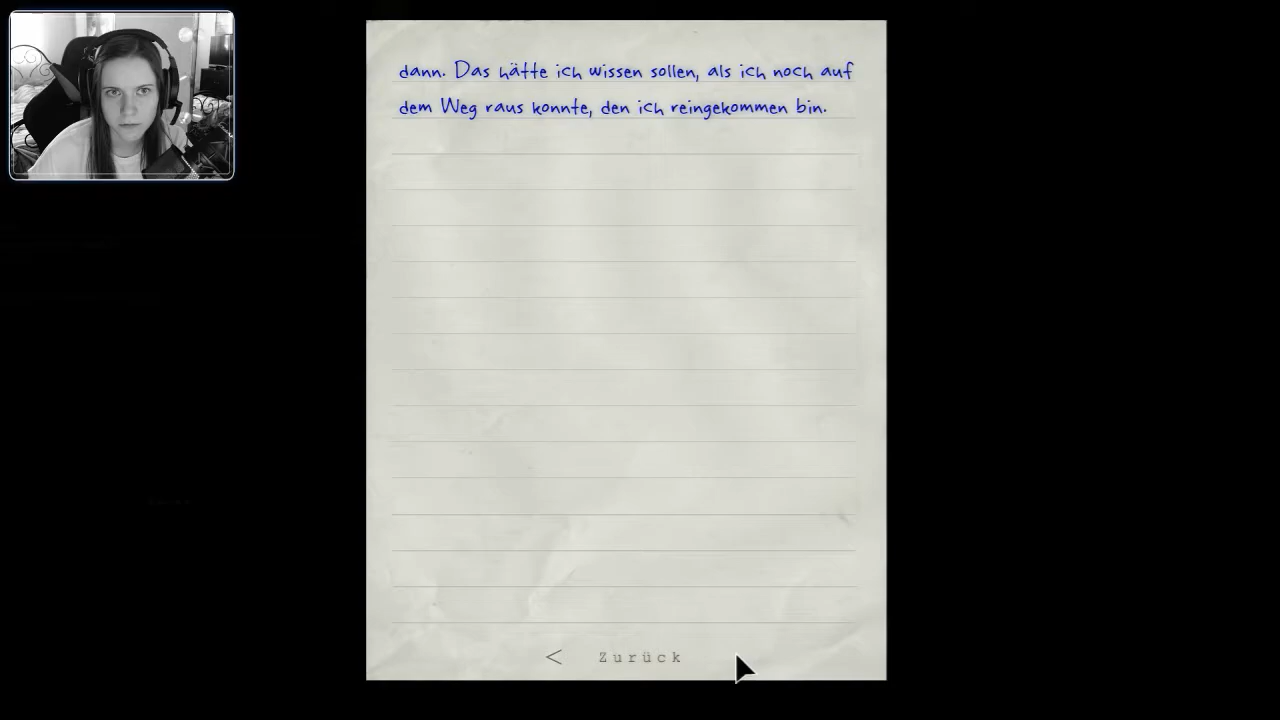 dann. Das hätte ich wissen sollen, als ich noch auf
dem Weg raus konnte, den ich reingekommen bin.
< Zurück